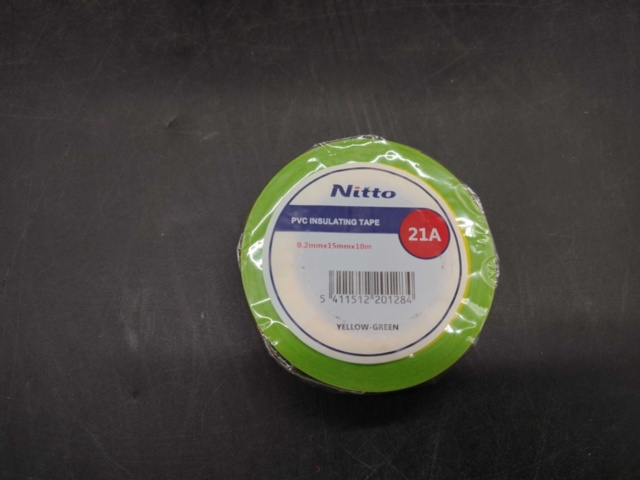 Nitto
PVC INSULATING TAPE
21A
0.2mmx15mmx10m
5 411512 201284
YELLOW-GREEN